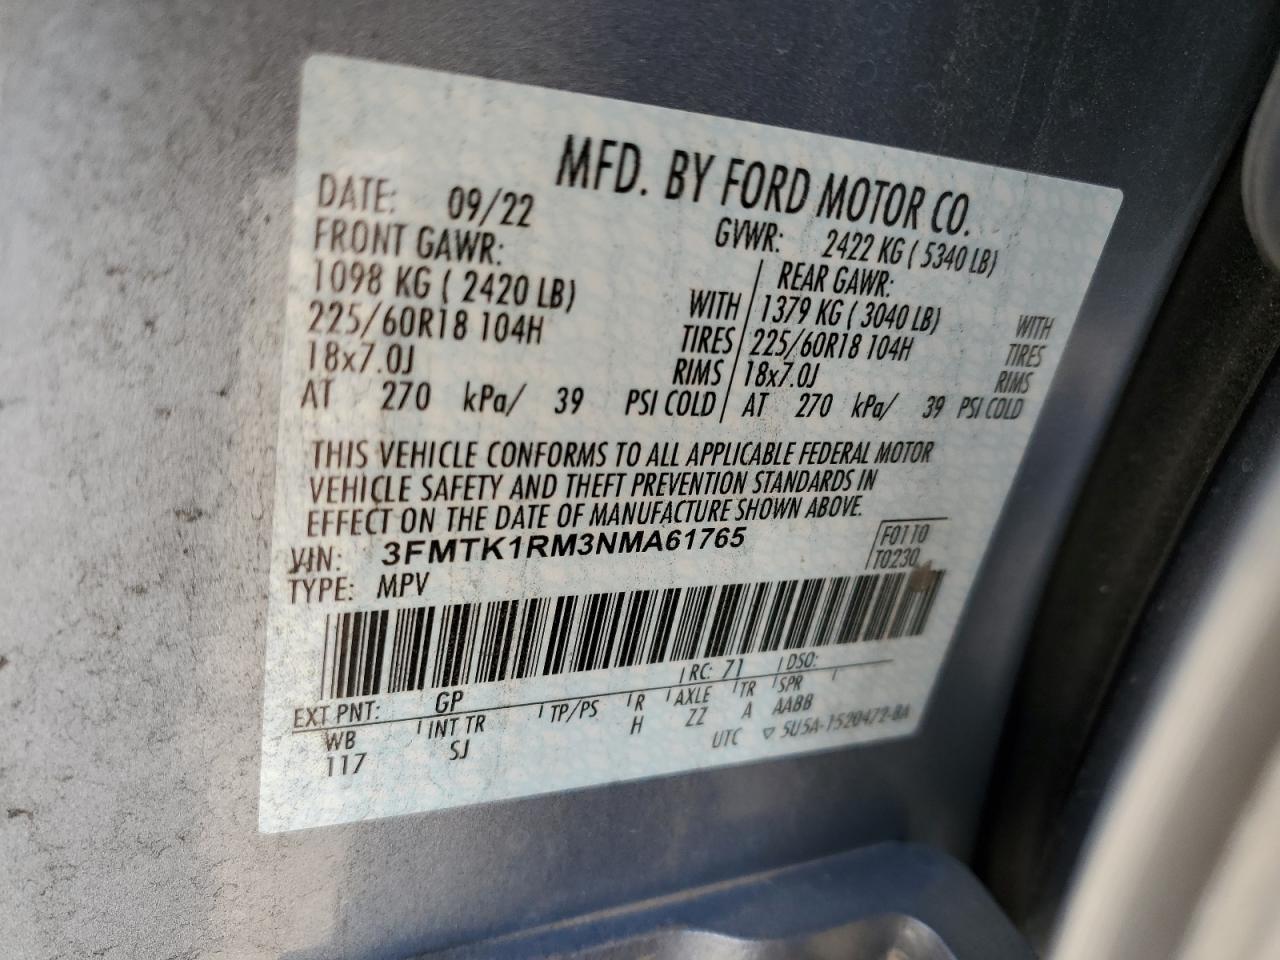 MFD. BY FORD MOTOR CO.
DATE: 09/22 GVWR: 2422 KG ( 5340 LB)
FRONT GAWR: REAR GAWR:
1098 KG ( 2420 LB) WITH 1379 KG ( 3040 LB) WITH
225/60R18 104H TIRES 225/60R18 104H TIRES
18x7.0J RIMS 18x7.0J RIMS
AT 270 kPa/ 39 PSI COLD AT 270 kPa/ 39 PSI COLD
THIS VEHICLE CONFORMS TO ALL APPLICABLE FEDERAL MOTOR
VEHICLE SAFETY AND THEFT PREVENTION STANDARDS IN
EFFECT ON THE DATE OF MANUFACTURE SHOWN ABOVE.
VIN: 3FMTK1RM3NMA61765 F0110
TYPE: MPV T0230
EXT PNT: GP RC: 71 DSO:
WB INT TR TP/PS R AXLE TR SPR
117 SJ H ZZ A AABB
UTC ▽ 5U5A-1520472-BA